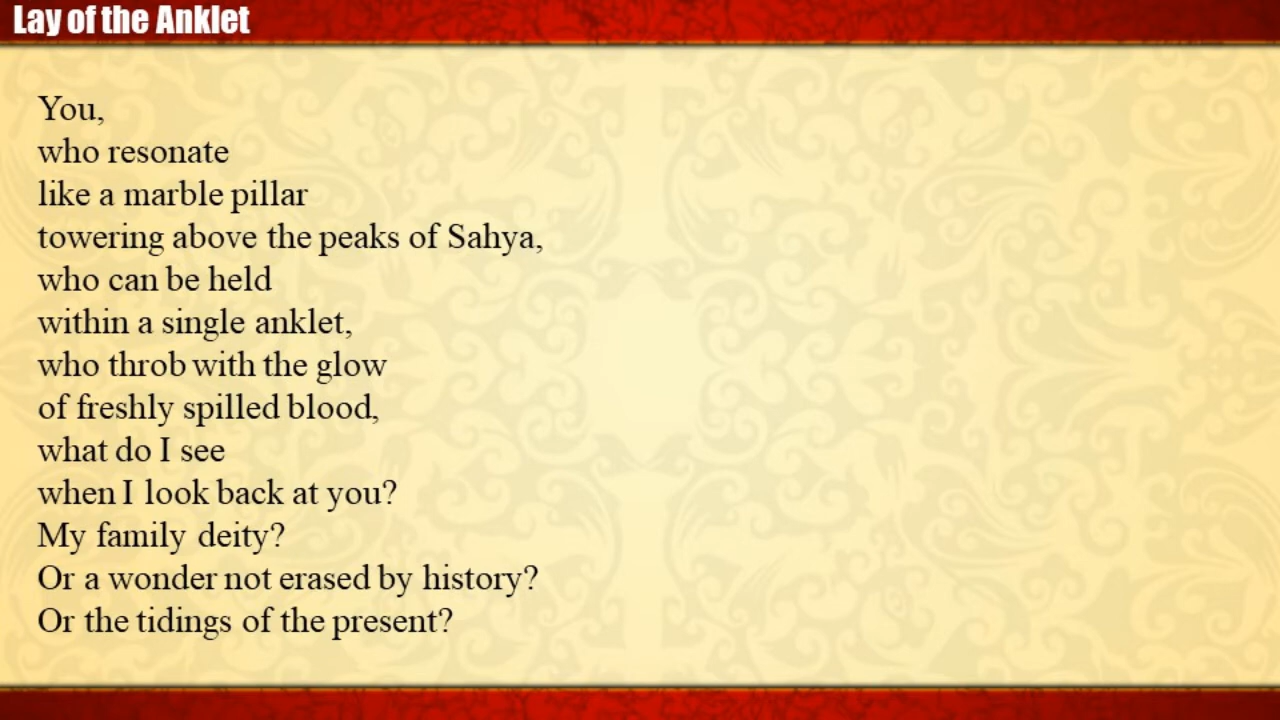 Lay of the Anklet
You,
who resonate
like a marble pillar
towering above the peaks of Sahya,
who can be held
within a single anklet,
who throb with the glow
of freshly spilled blood,
what do I see
when I look back at you?
My family deity?
Or a wonder not erased by history?
Or the tidings of the present?